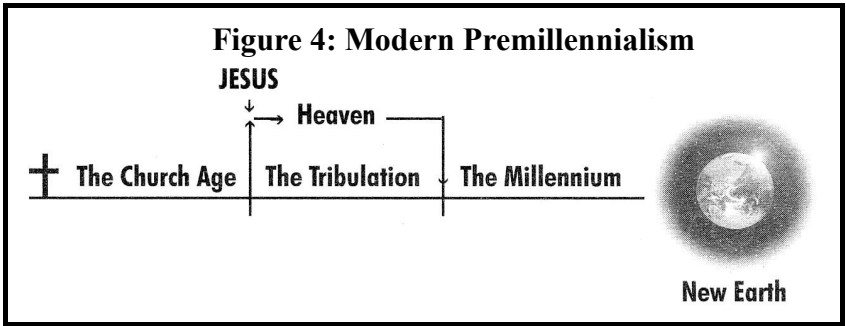 Figure 4: Modern Premillennialism
JESUS
Heaven
The Church Age The Tribulation The Millennium
New Earth